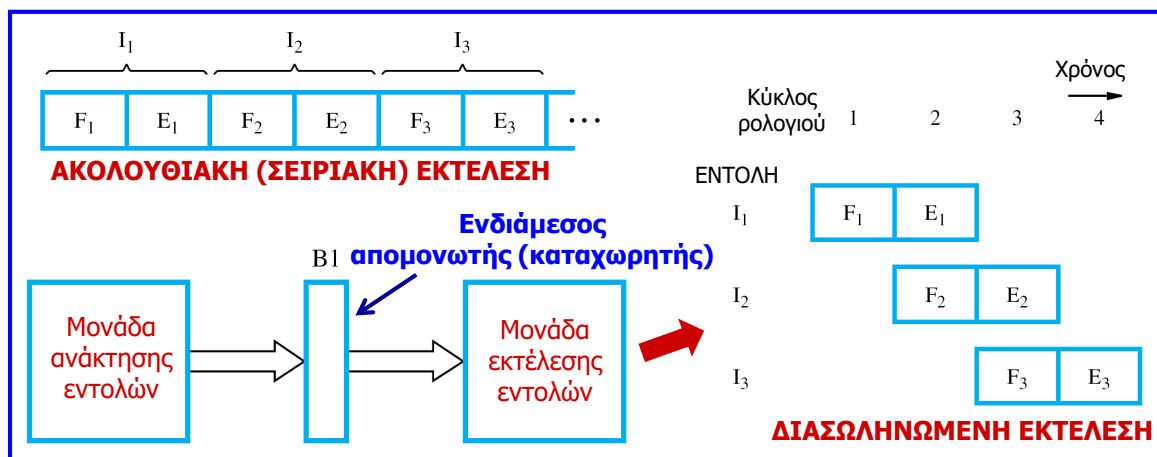 I1 I2 I3
F1 E1 F2 E2 F3 E3 ...
ΑΚΟΛΟΥΘΙΑΚΗ (ΣΕΙΡΙΑΚΗ) ΕΚΤΕΛΕΣΗ
Ενδιάμεσος
απομονωτής (καταχωρητής)
B1
Μονάδα
ανάκτησης
εντολών
Μονάδα
εκτέλεσης
εντολών
Χρόνος
Κύκλος
ρολογιού 1 2 3 4
ΕΝΤΟΛΗ
I1 F1 E1
I2 F2 E2
I3 F3 E3
ΔΙΑΣΩΛΗΝΩΜΕΝΗ ΕΚΤΕΛΕΣΗ